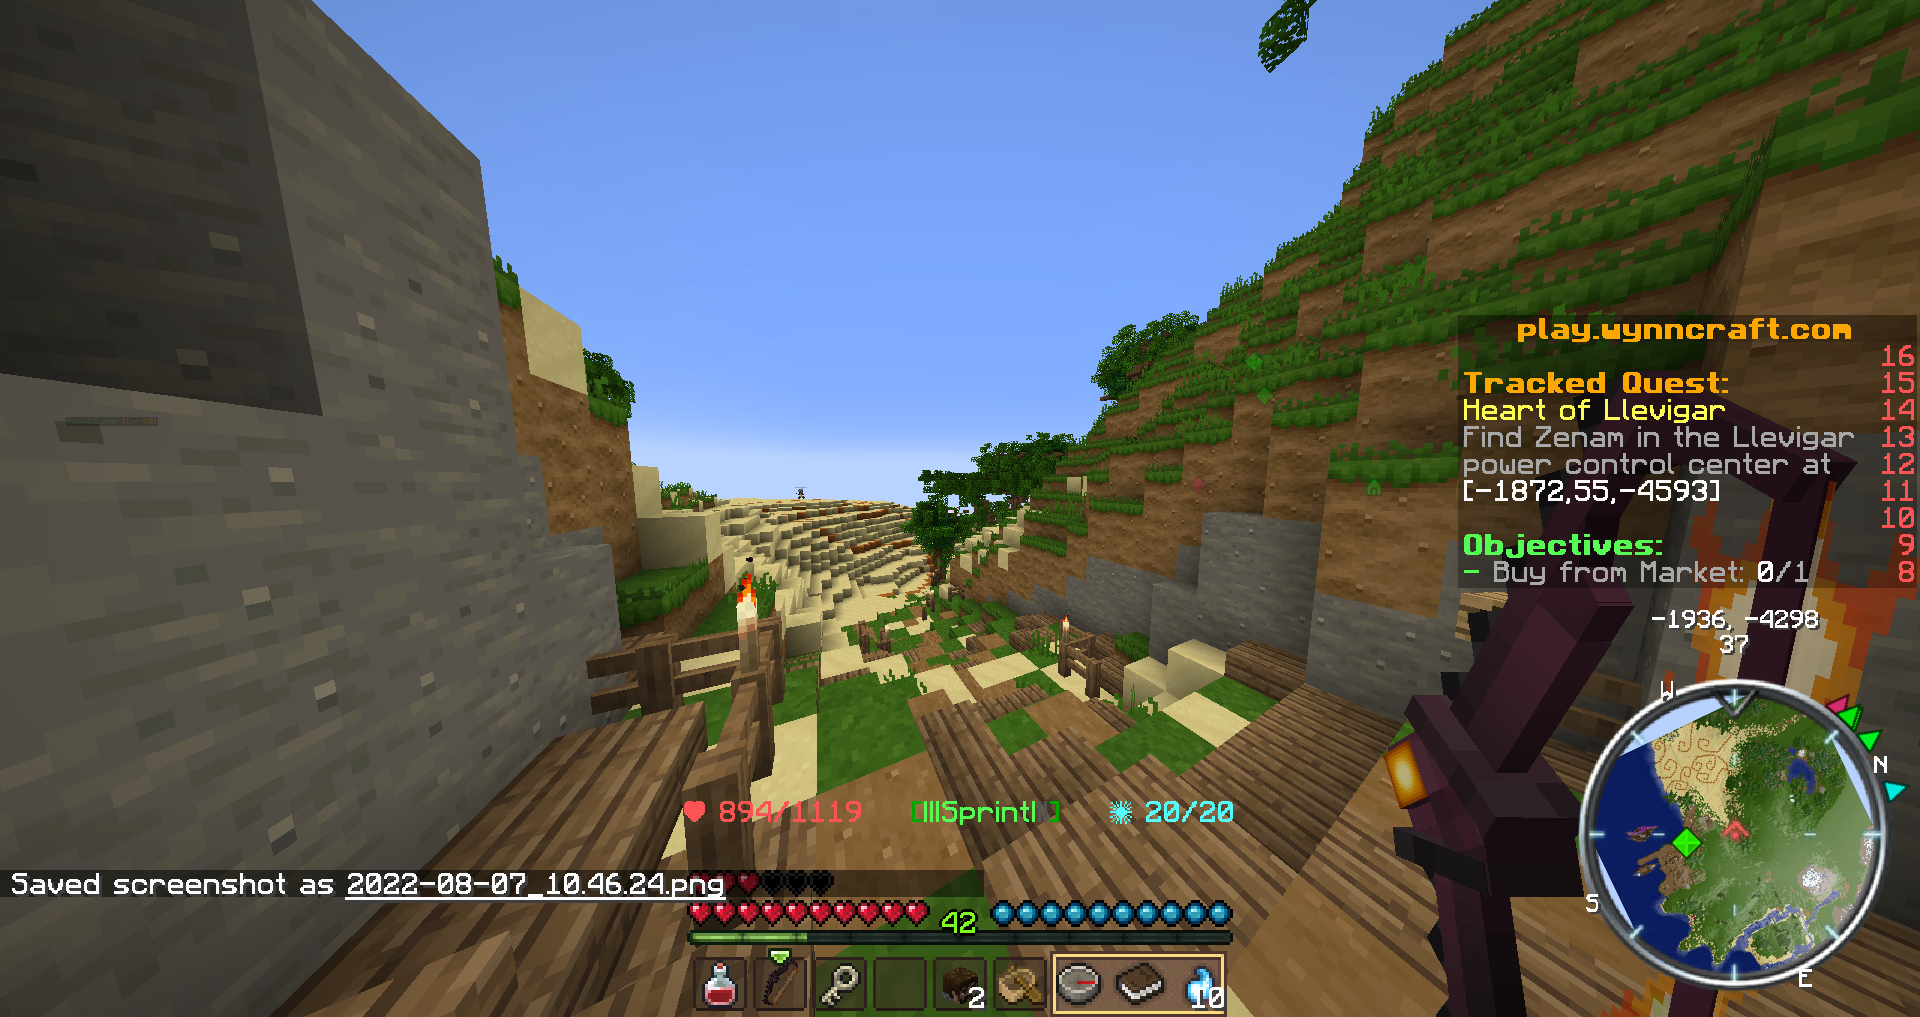 play.wynncraft.com
16
Tracked Quest: 15
Heart of Llevigar 14
Find Zenam in the Llevigar 13
power control center at 12
[-1872,55,-4593] 11
10
Objectives: 9
- Buy from Market: 0/1 8
-1936, -4298
37
W
N
S
E
894/1119 [|||Sprint| ] 20/20
Saved screenshot as 2022-08-07_10.46.24.png
42
2 10